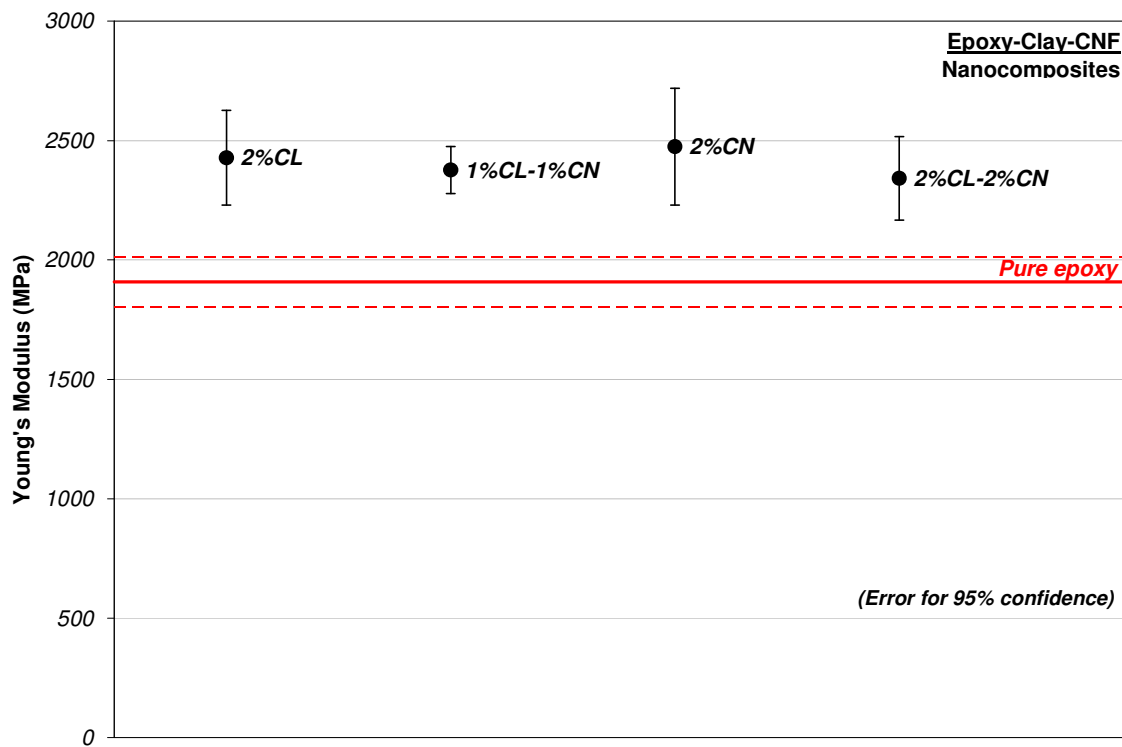 3000
2500
2000
1500
1000
500
0
Young's Modulus (MPa)
Epoxy-Clay-CNF
Nanocomposites
2%CL
1%CL-1%CN
2%CN
2%CL-2%CN
Pure epoxy
(Error for 95% confidence)